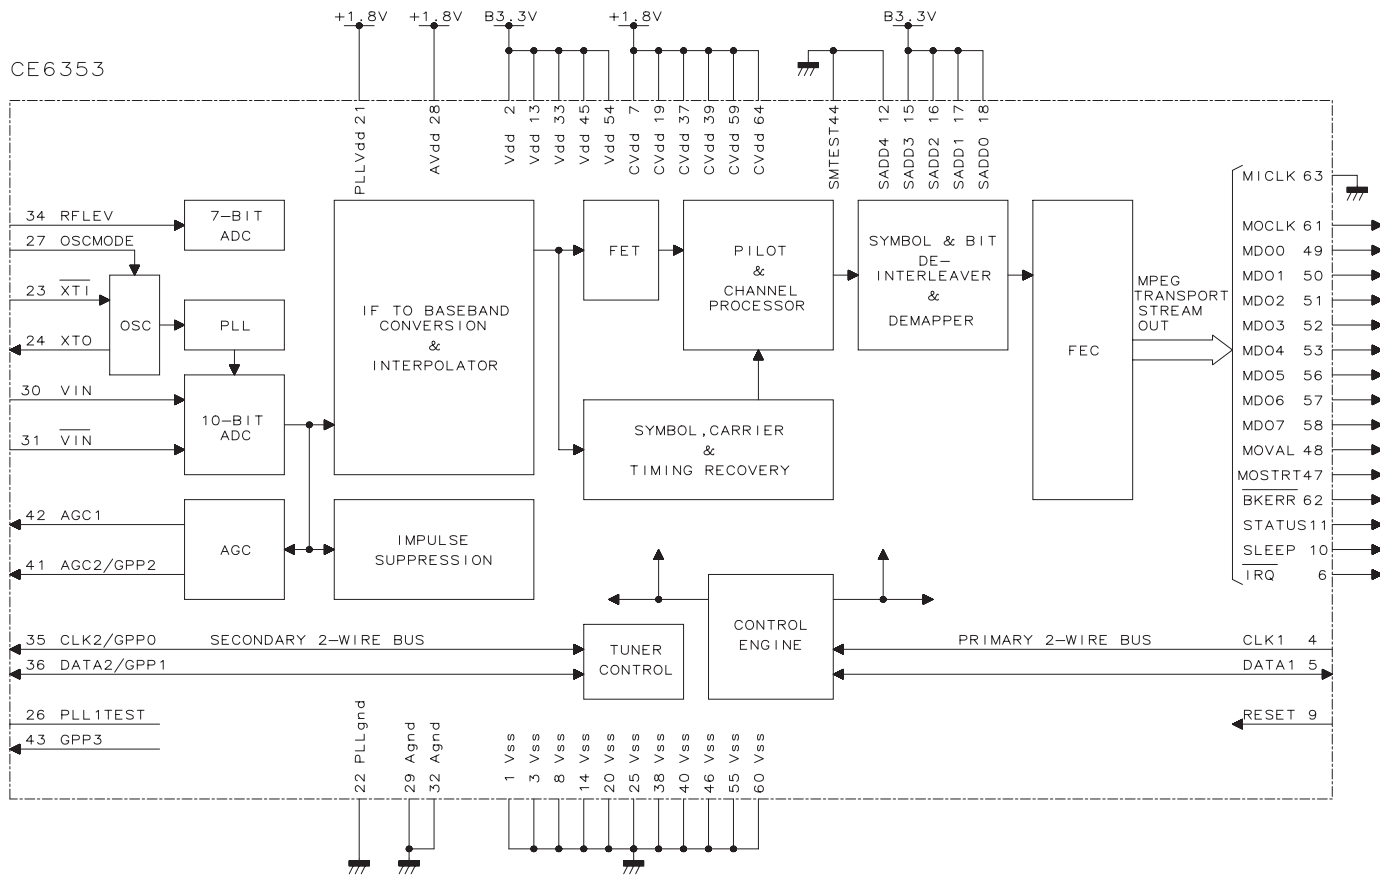 +1.8V
+1.8V
B3.3V
+1.8V
B3.3V
CE6353
PLLVdd 21
AVdd 28
Vdd 2
Vdd 13
Vdd 33
Vdd 45
Vdd 54
CVdd 7
CVdd 19
CVdd 37
CVdd 39
CVdd 59
CVdd 64
SMTEST44
SADD4 12
SADD3 15
SADD2 16
SADD1 17
SADD0 18
34 RFLEV
27 OSCMODE
23 XTI
24 XTO
30 VIN
31 VIN
42 AGC1
41 AGC2/GPP2
35 CLK2/GPP0
36 DATA2/GPP1
26 PLL1TEST
43 GPP3
7-BIT
ADC
OSC
PLL
10-BIT
ADC
AGC
IF TO BASEBAND
CONVERSION
&
INTERPOLATOR
IMPULSE
SUPPRESSION
FET
PILOT
&
CHANNEL
PROCESSOR
SYMBOL,CARRIER
&
TIMING RECOVERY
SYMBOL & BIT
DE-
INTERLEAVER
&
DEMAPPER
FEC
MPEG
TRANSPORT
STREAM
OUT
MICLK 63
MOCLK 61
MDO0 49
MDO1 50
MDO2 51
MDO3 52
MDO4 53
MDO5 56
MDO6 57
MDO7 58
MOVAL 48
MOSTRT47
BKERR 62
STATUS11
SLEEP 10
IRQ 6
SECONDARY 2-WIRE BUS
TUNER
CONTROL
CONTROL
ENGINE
PRIMARY 2-WIRE BUS
CLK1 4
DATA1 5
RESET 9
22 PLLgnd
29 Agnd
32 Agnd
1 Vss
3 Vss
8 Vss
14 Vss
20 Vss
25 Vss
38 Vss
40 Vss
46 Vss
55 Vss
60 Vss